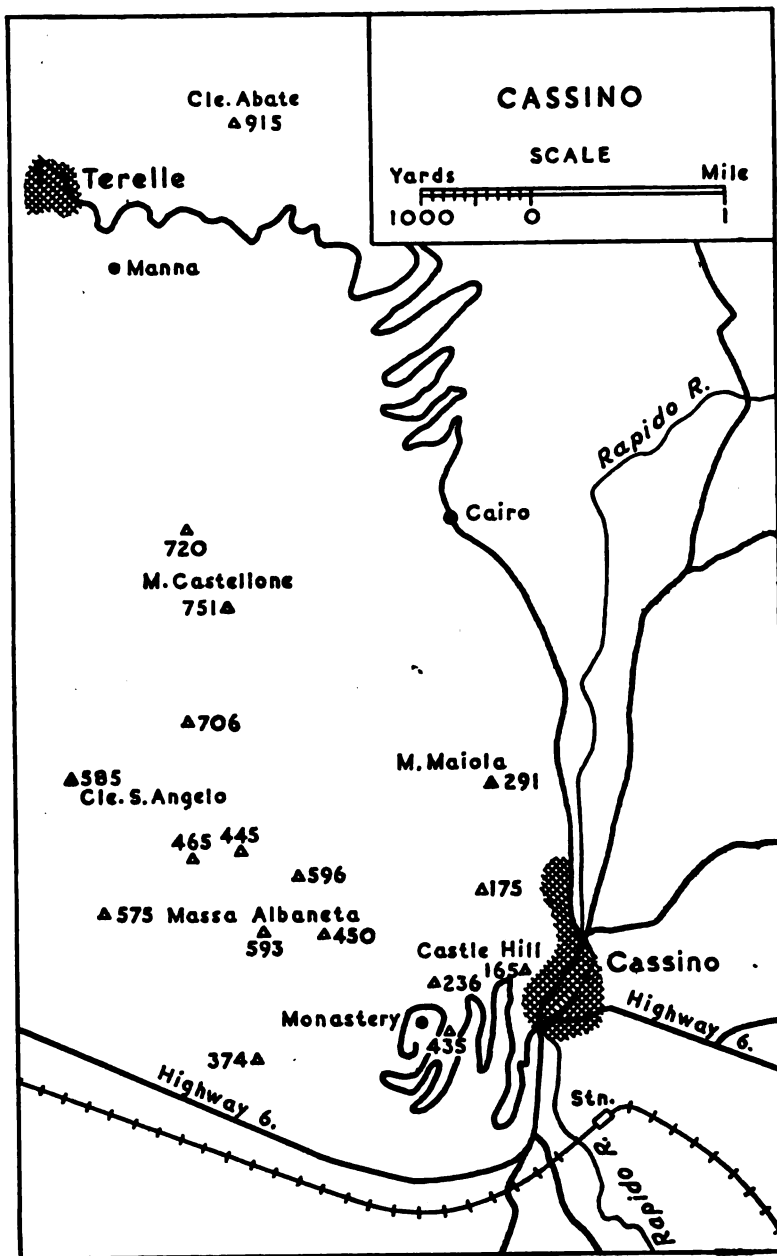 Cle. Abate
915
CASSINO
SCALE
Yards Mile
1000 0 1
Terelle
Manna
Rapido R.
Cairo
720
M. Castellone
751
706
M. Maiola
291
585
Cle. S. Angelo
465 445
596
175
575 Massa Albaneta
593 450
Castle Hill
165
Cassino
236
Monastery
435
Highway 6.
374
Highway 6.
Stn.
Rapido R.